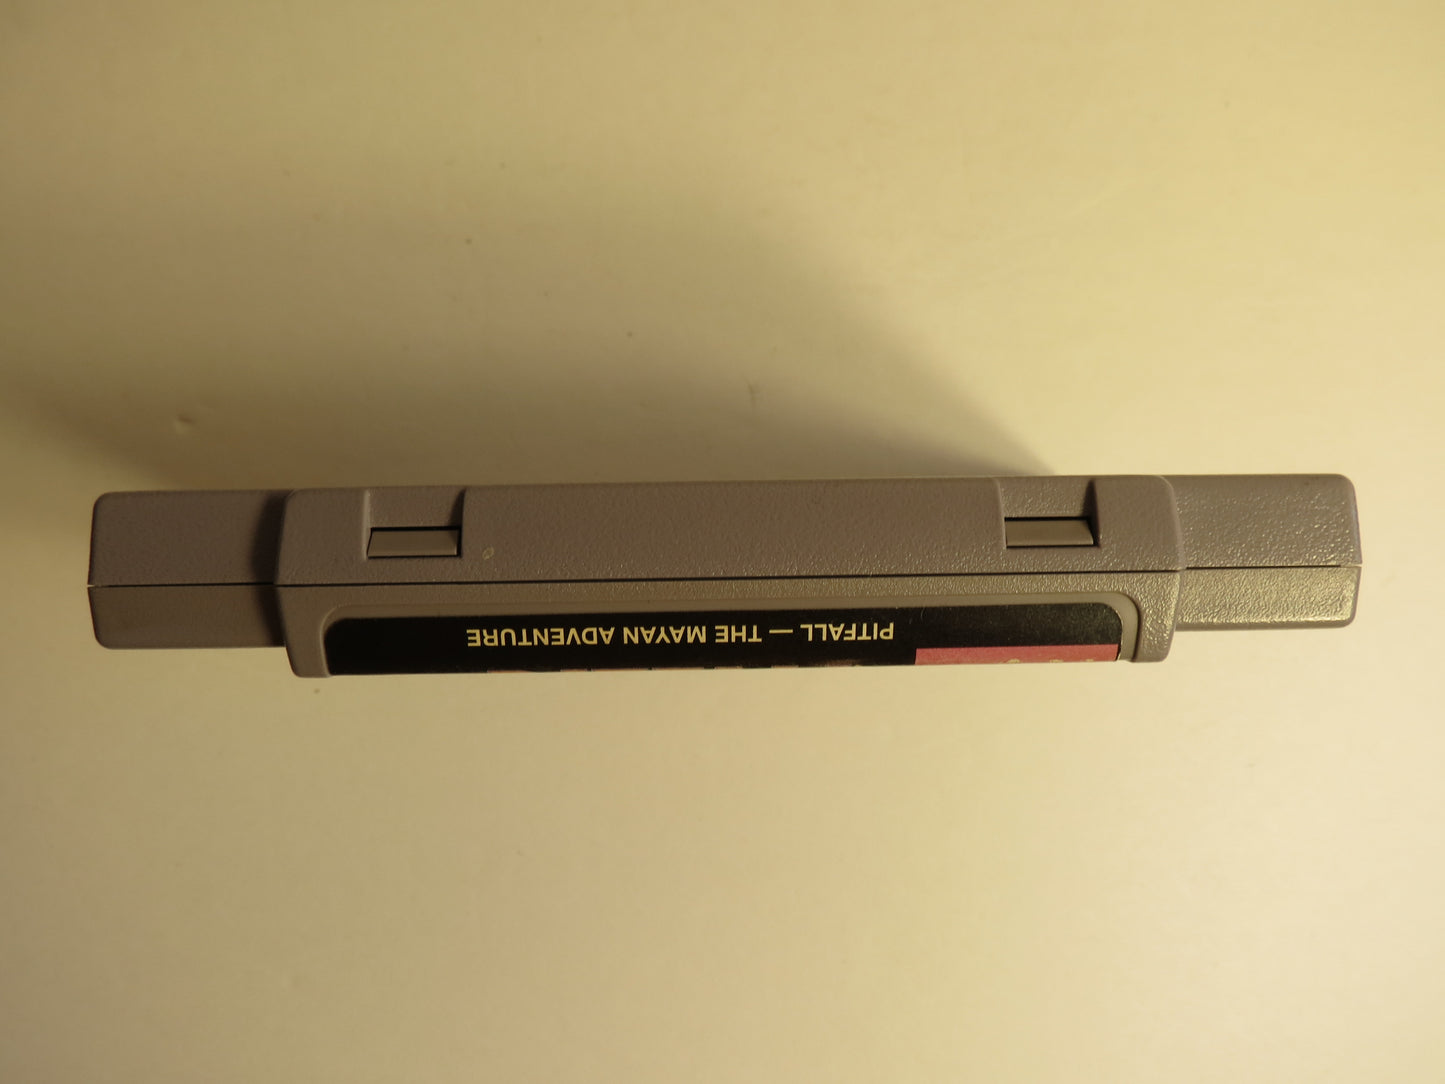 PITFALL — THE MAYAN ADVENTURE